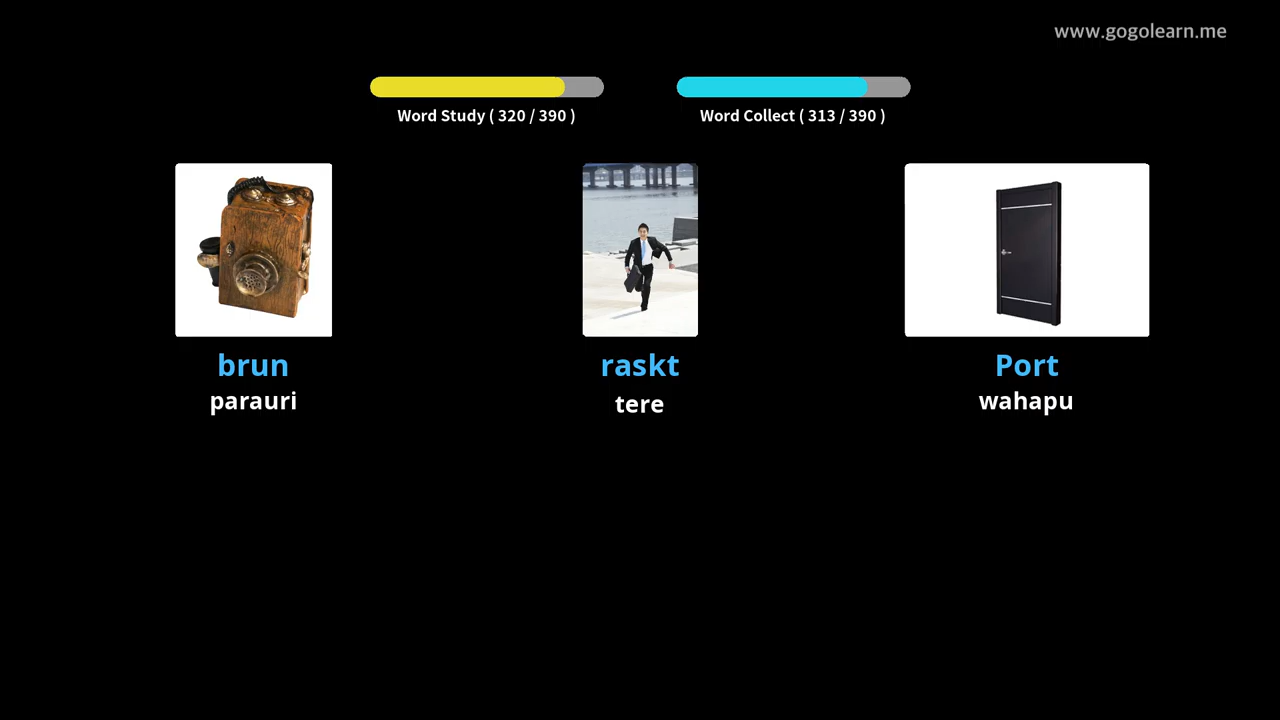 www.gogolearn.me
Word Study ( 320 / 390 )
Word Collect ( 313 / 390 )
brun
parauri
raskt
tere
Port
wahapu